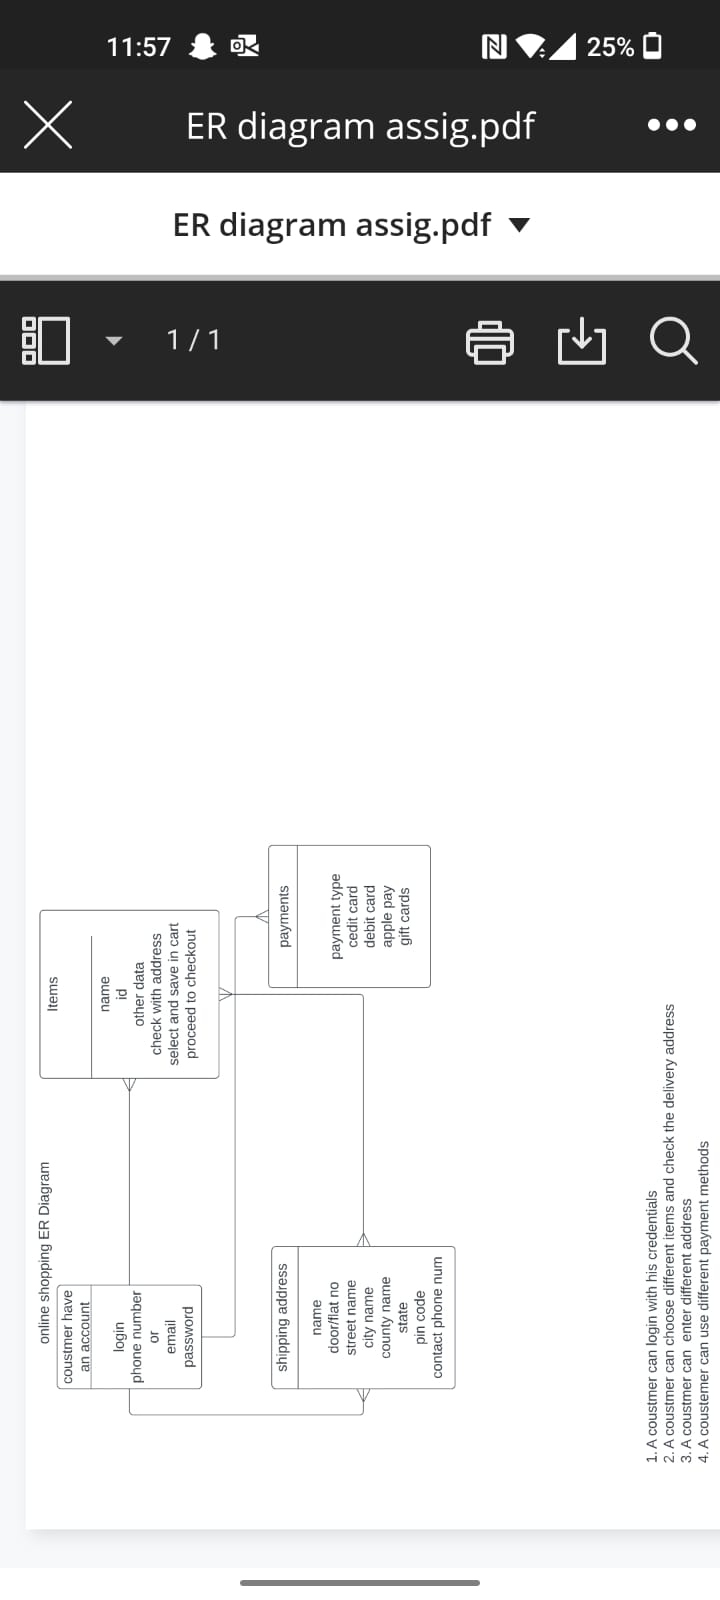 11:57
25%
ER diagram assig.pdf
ER diagram assig.pdf
1 / 1
online shopping ER Diagram
coustmer have
an account
login
phone number
or
email
password
Items
name
id
other data
check with address
select and save in cart
proceed to checkout
shipping address
name
door/flat no
street name
city name
county name
state
pin code
contact phone num
payments
payment type
cedit card
debit card
apple pay
gift cards
1. A coustmer can login with his credentials
2. A coustmer can choose different items and check the delivery address
3. A coustmer can enter different address
4. A coustemer can use different payment methods